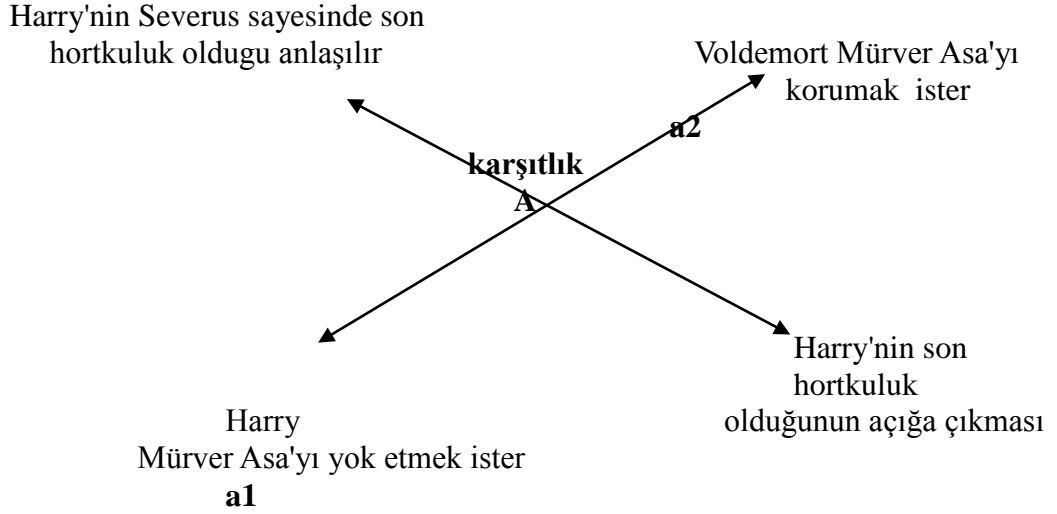 Harry'nin Severus sayesinde son
hortkuluk oldugu anlaşılır
Voldemort Mürver Asa'yı
korumak ister
a2
karşıtlık
A
Harry'nin son
hortkuluk
olduğunun açığa çıkması
Harry
Mürver Asa'yı yok etmek ister
a1